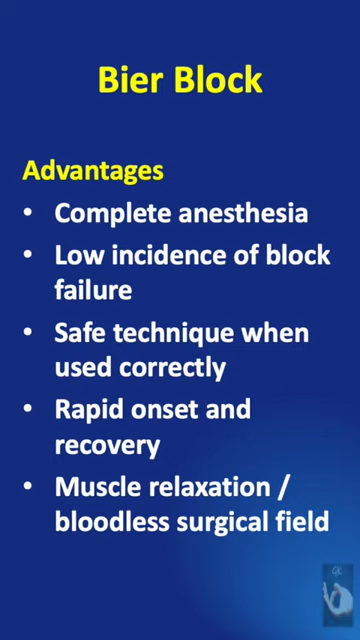 Bier Block
Advantages
• Complete anesthesia
• Low incidence of block
failure
• Safe technique when
used correctly
• Rapid onset and
recovery
• Muscle relaxation /
bloodless surgical field